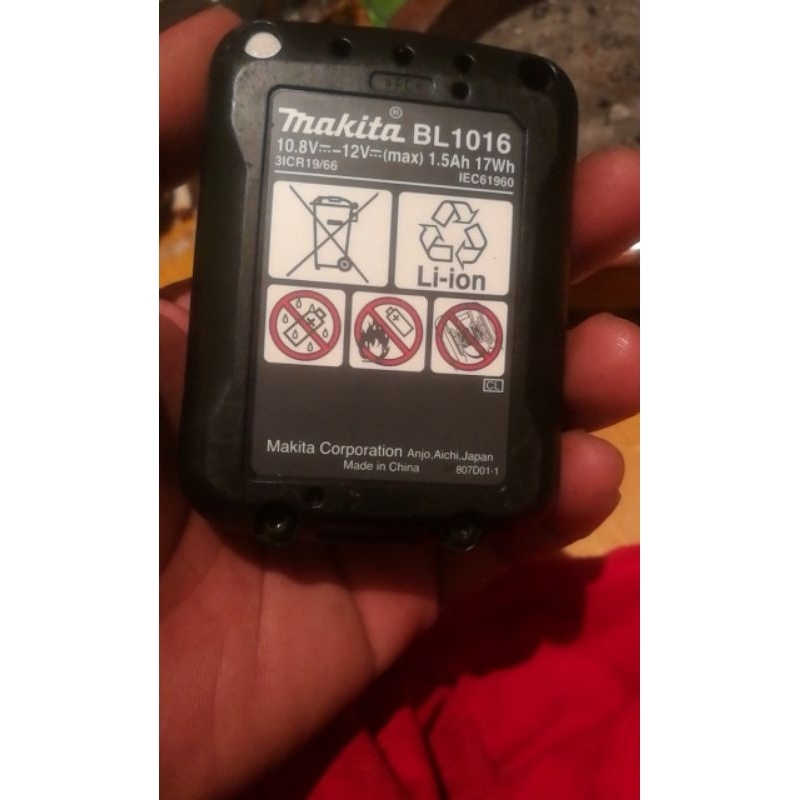 makita® BL1016
10.8V⎓-12V⎓(max) 1.5Ah 17Wh
3ICR19/66 IEC61960
Li-ion
CL
Makita Corporation Anjo,Aichi,Japan
Made in China 807D01-1